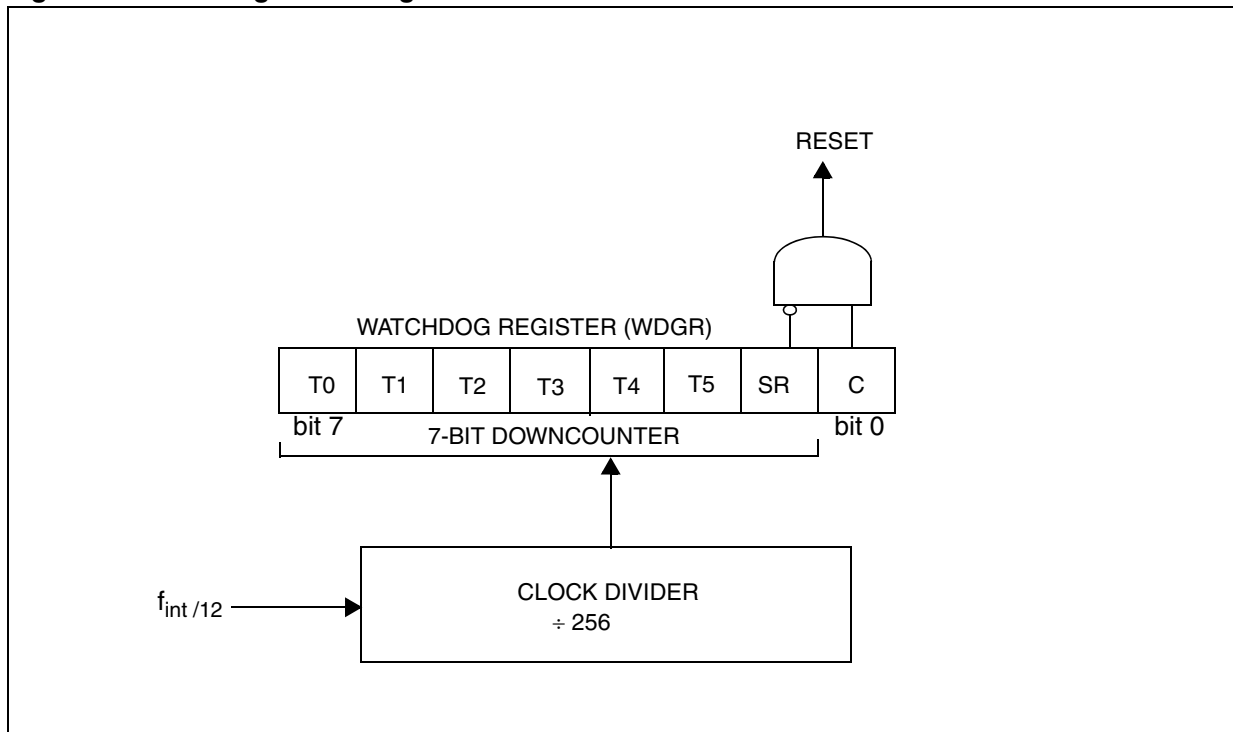 RESET
WATCHDOG REGISTER (WDGR)
T0 T1 T2 T3 T4 T5 SR C
bit 7 bit 0
7-BIT DOWNCOUNTER
fint /12
CLOCK DIVIDER
÷ 256